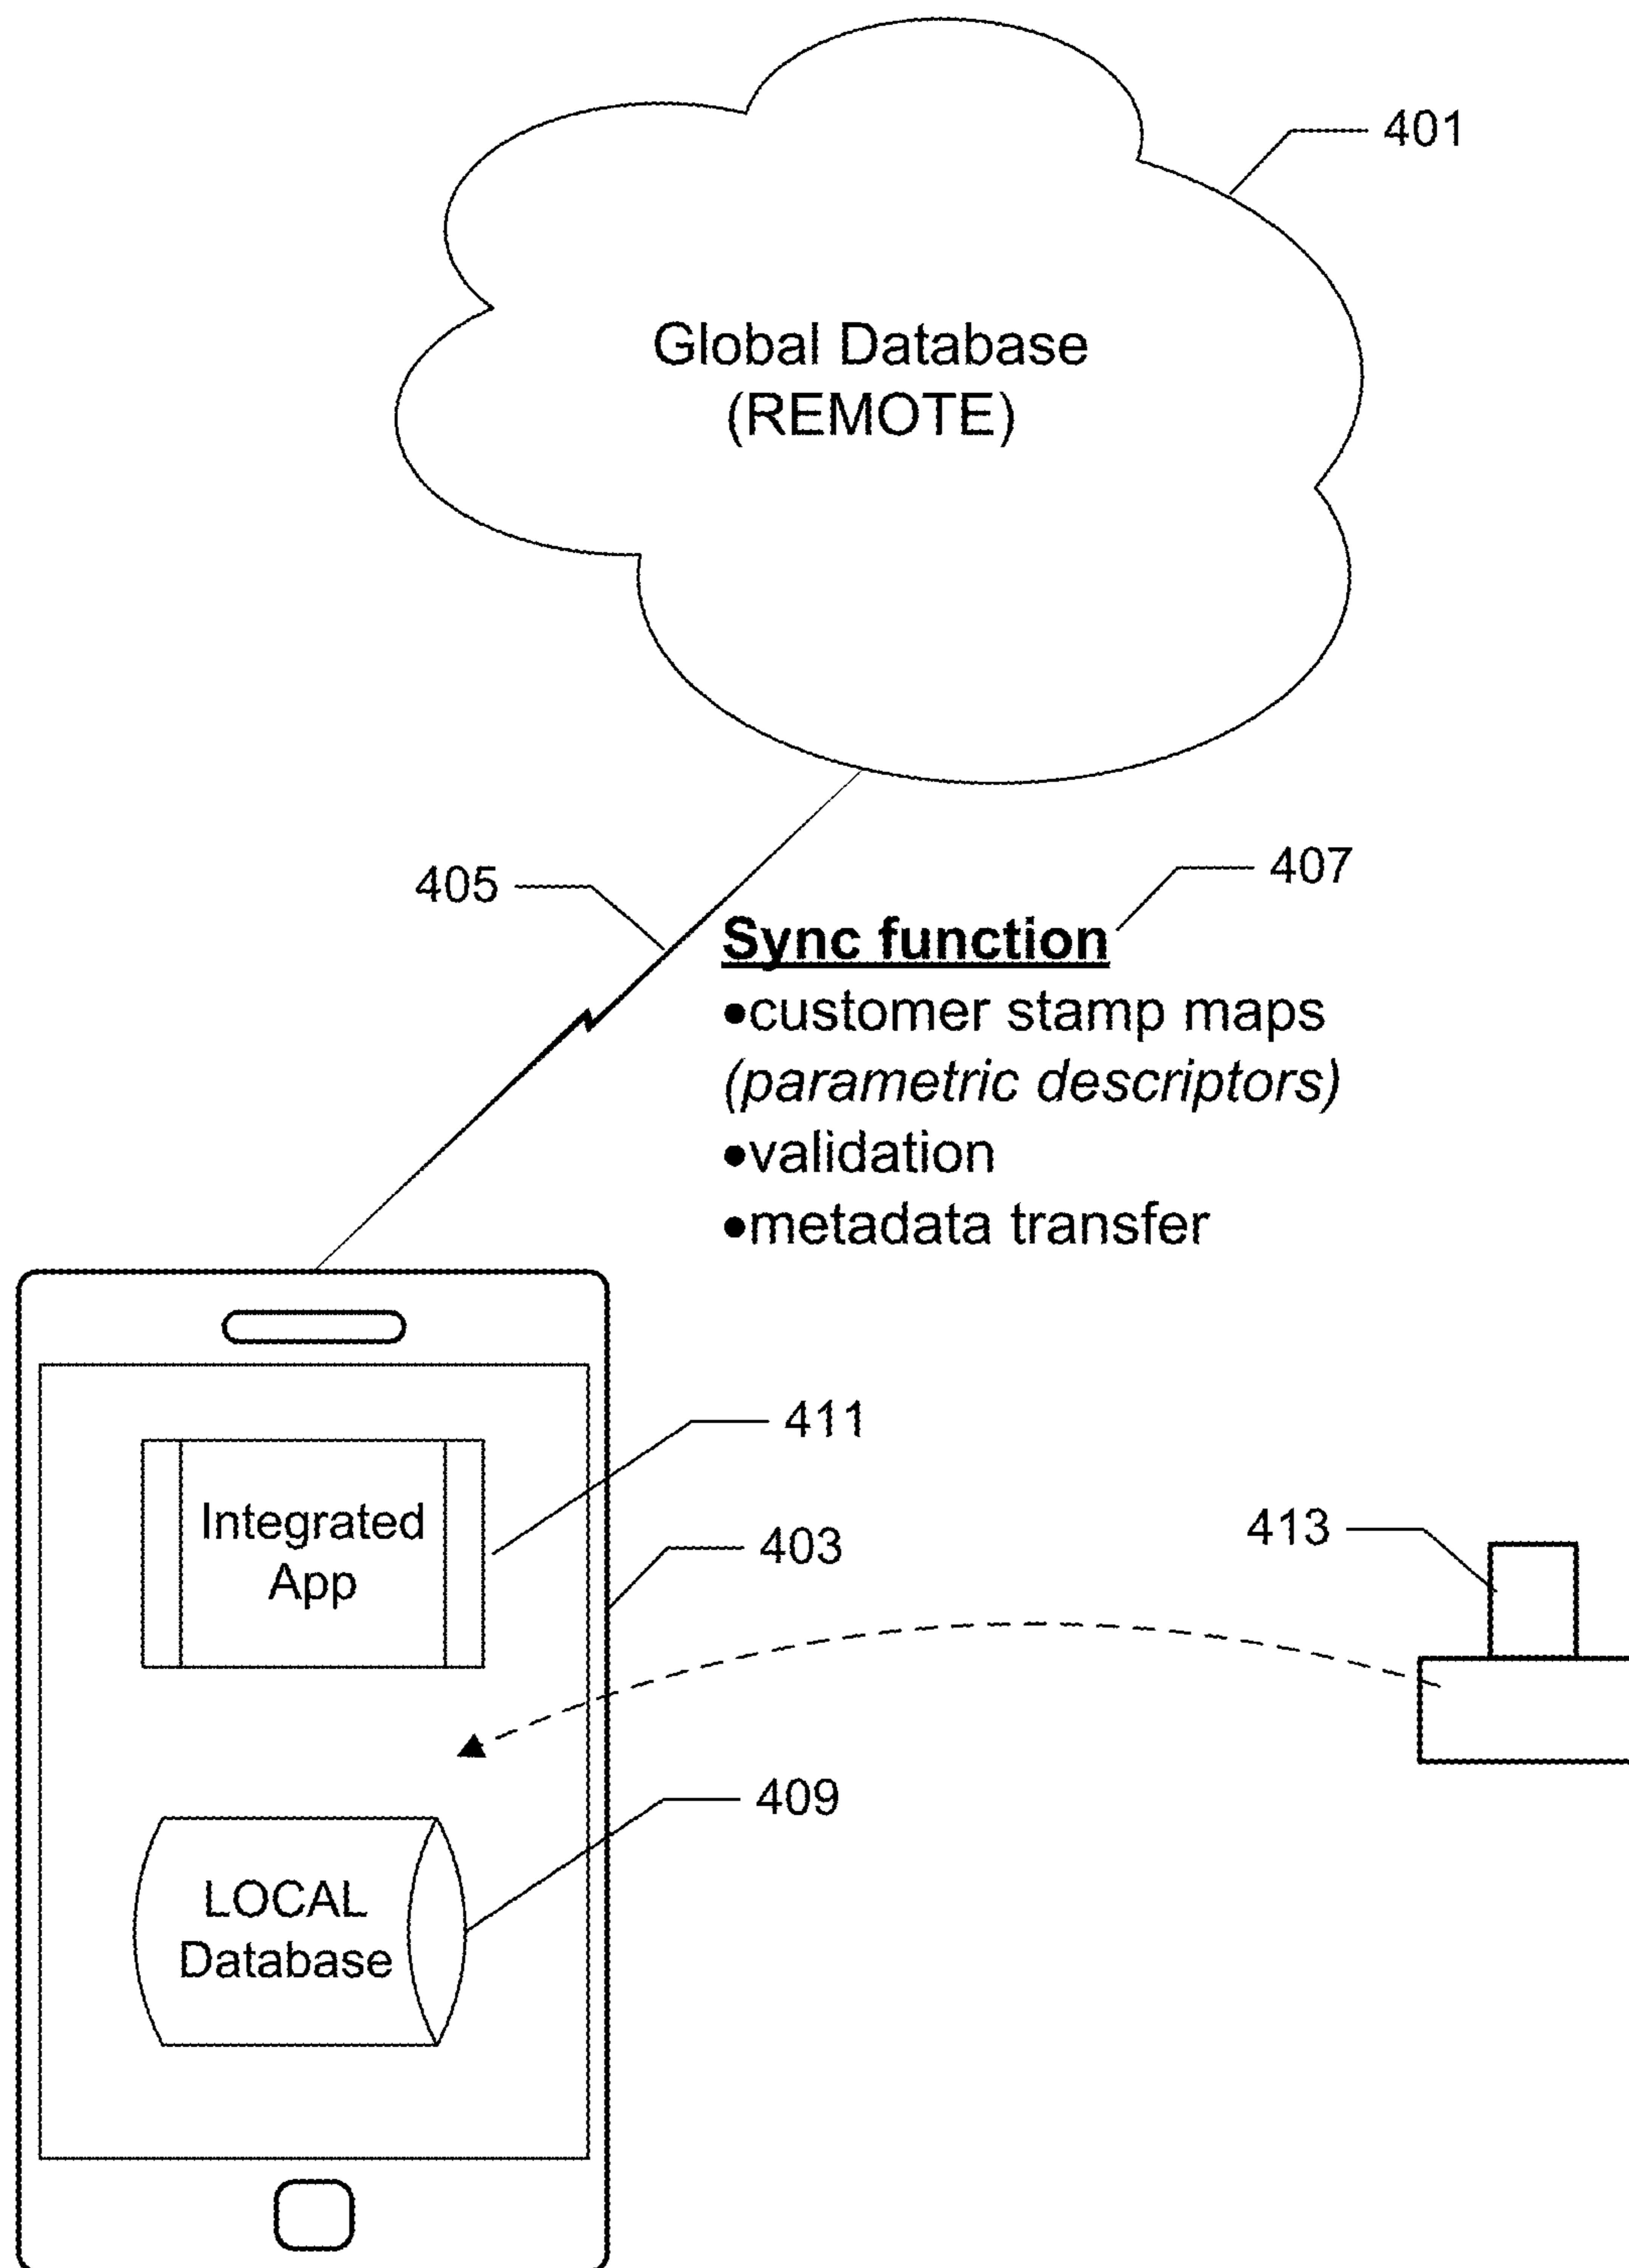 401
Global Database
(REMOTE)
405
407
Sync function
•customer stamp maps
(parametric descriptors)
•validation
•metadata transfer
411
Integrated
App
403
413
409
LOCAL
Database